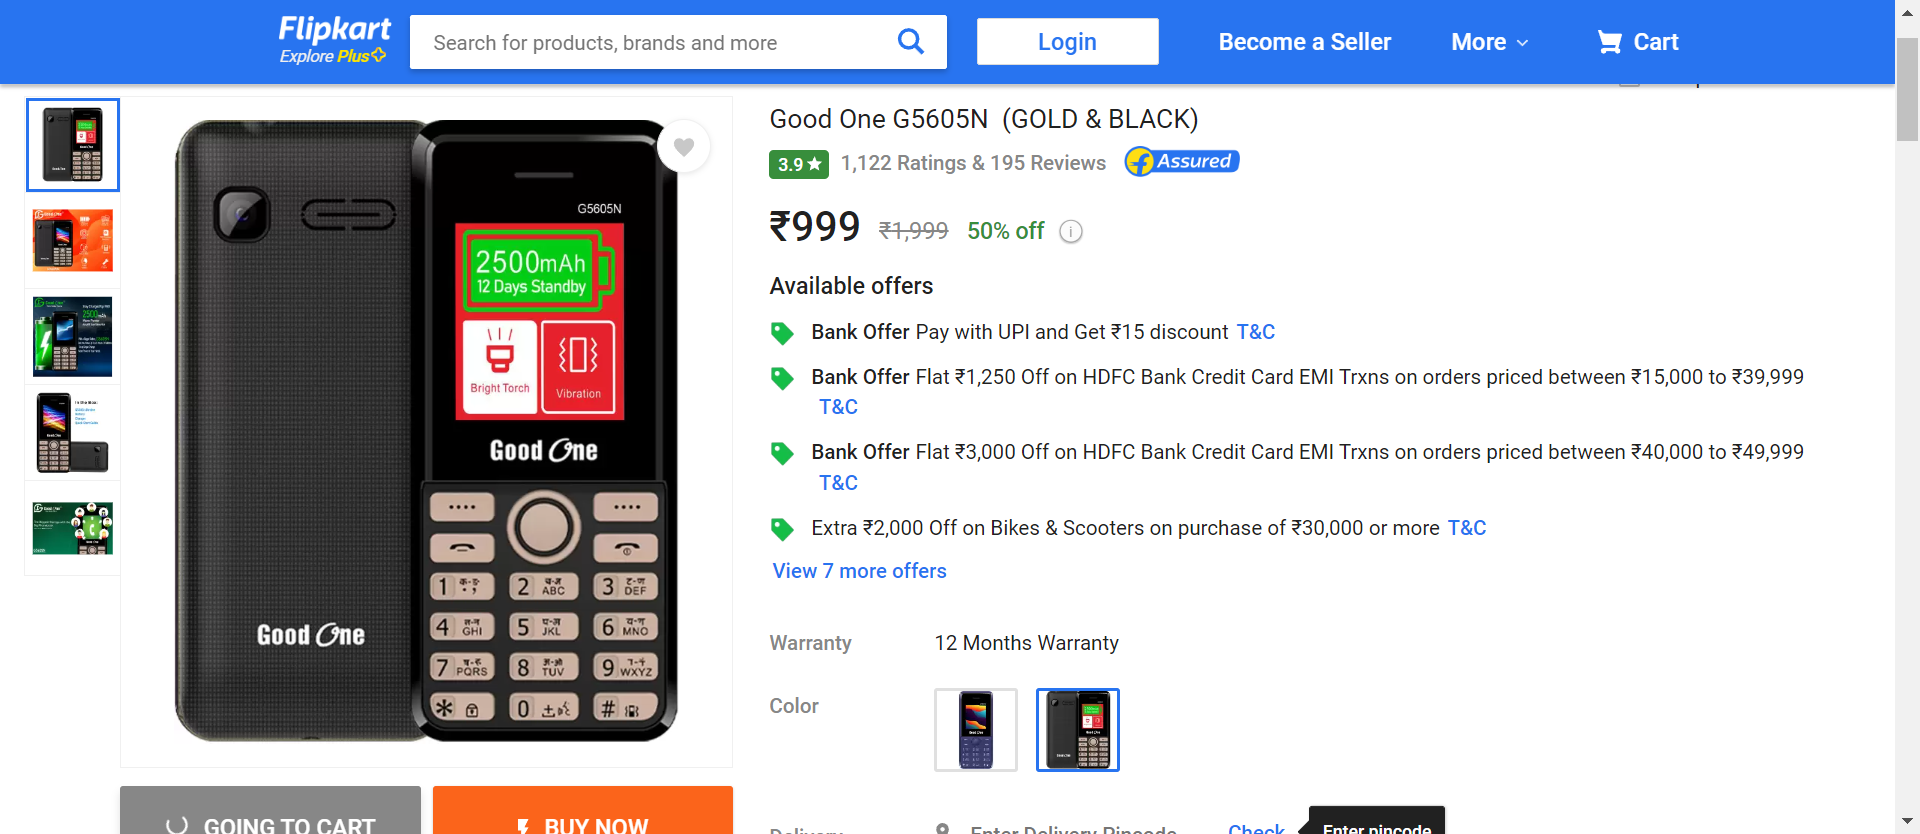 Flipkart
Explore Plus
Search for products, brands and more
Login
Become a Seller
More
Cart
Good One G5605N (GOLD & BLACK)
3.9 ★ 1,122 Ratings & 195 Reviews
Assured
₹999 ₹1,999 50% off
Available offers
Bank Offer Pay with UPI and Get ₹15 discount T&C
Bank Offer Flat ₹1,250 Off on HDFC Bank Credit Card EMI Trxns on orders priced between ₹15,000 to ₹39,999
T&C
Bank Offer Flat ₹3,000 Off on HDFC Bank Credit Card EMI Trxns on orders priced between ₹40,000 to ₹49,999
T&C
Extra ₹2,000 Off on Bikes & Scooters on purchase of ₹30,000 or more T&C
View 7 more offers
Warranty 12 Months Warranty
Color
Delivery Enter Delivery Pincode Check Enter pincode
G5605N
2500mAh
12 Days Standby
Bright Torch Vibration
Good One
Good One
1 2 ABC 3 DEF
4 GHI 5 JKL 6 MNO
7 PQRS 8 TUV 9 WXYZ
* 0 + #
GOING TO CART BUY NOW